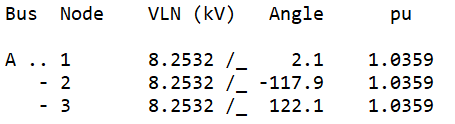 Bus  Node    VLN (kV)   Angle      pu
A .. 1       8.2532 /_    2.1   1.0359
   - 2       8.2532 /_ -117.9   1.0359
   - 3       8.2532 /_  122.1   1.0359